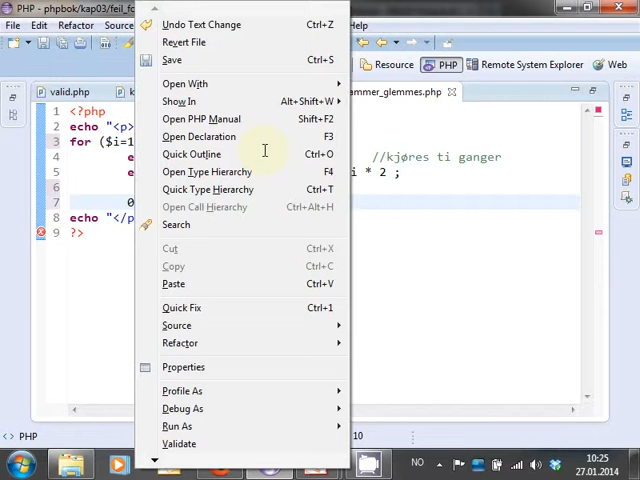 PHP - phpbok/kap03/feil_fo
File Edit Refactor Sourc
Help
Resource PHP Remote System Explorer
valid.php k
ammer_glemmes.php
Undo Text Change Ctrl+Z
Revert File
Save Ctrl+S
Open With
Show In Alt+Shift+W
Open PHP Manual Shift+F2
Open Declaration F3
Quick Outline Ctrl+O
Open Type Hierarchy F4
Quick Type Hierarchy Ctrl+T
Open Call Hierarchy Ctrl+Alt+H
Search
Cut Ctrl+X
Copy Ctrl+C
Paste Ctrl+V
Quick Fix Ctrl+1
Source
Refactor
Properties
Profile As
Debug As
Run As
Validate
1 <?php
2 echo "<p>
3 for ($i=1
4 e //kjøres ti ganger
5 e i * 2 ;
6
7 0
8 echo "</p
9 ?>
PHP 10
NO 10:25
27.01.2014